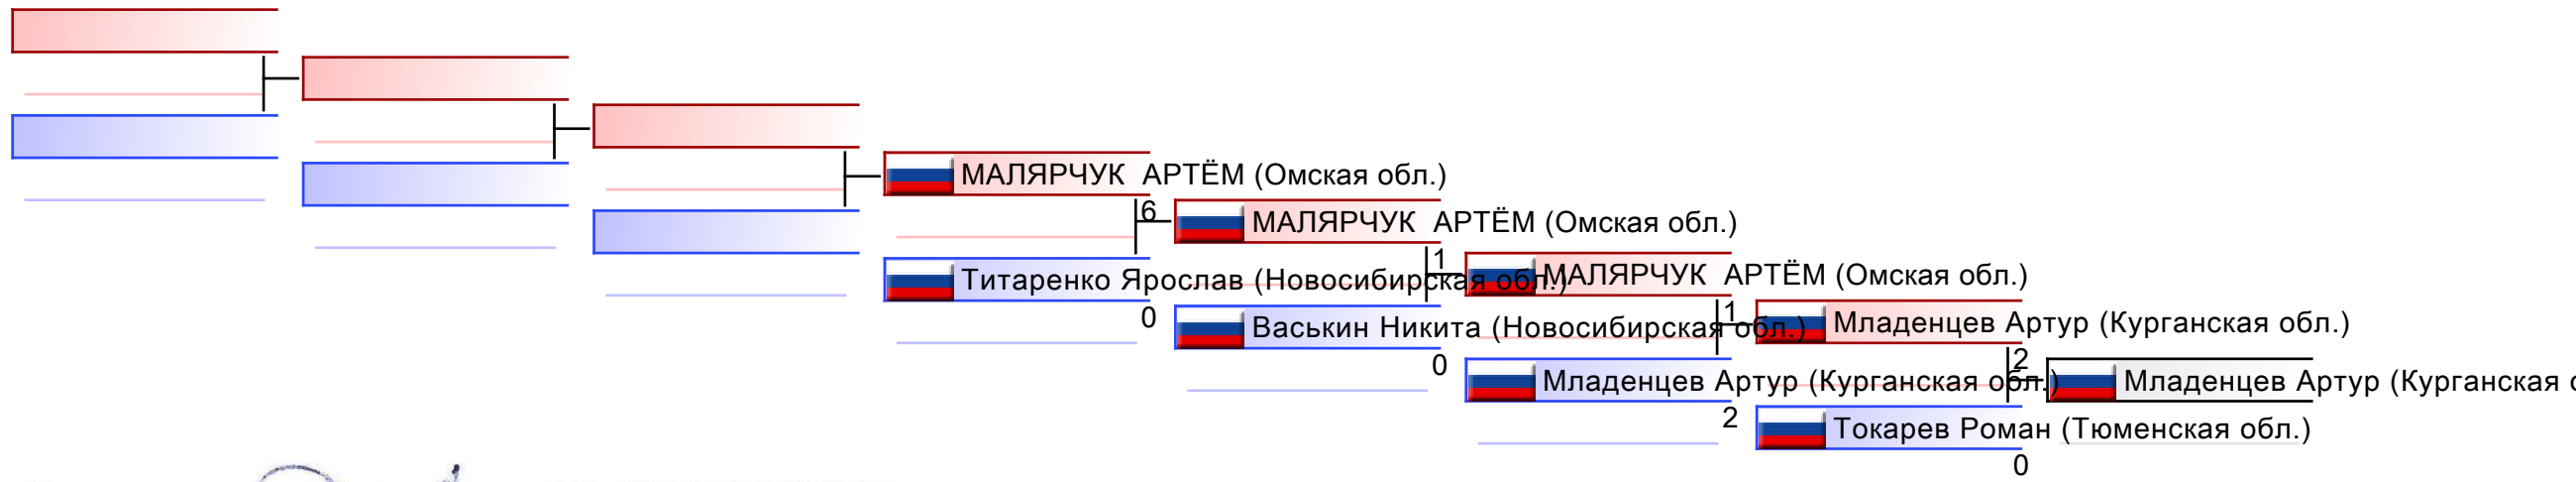 МАЛЯРЧУК АРТЁМ (Омская обл.)
6
Титаренко Ярослав (Новосибирская обл.)
0
МАЛЯРЧУК АРТЁМ (Омская обл.)
1
Васькин Никита (Новосибирская обл.)
0
МАЛЯРЧУК АРТЁМ (Омская обл.)
1
Младенцев Артур (Курганская обл.)
2
Младенцев Артур (Курганская обл.)
2
Токарев Роман (Тюменская обл.)
0
Младенцев Артур (Курганская о